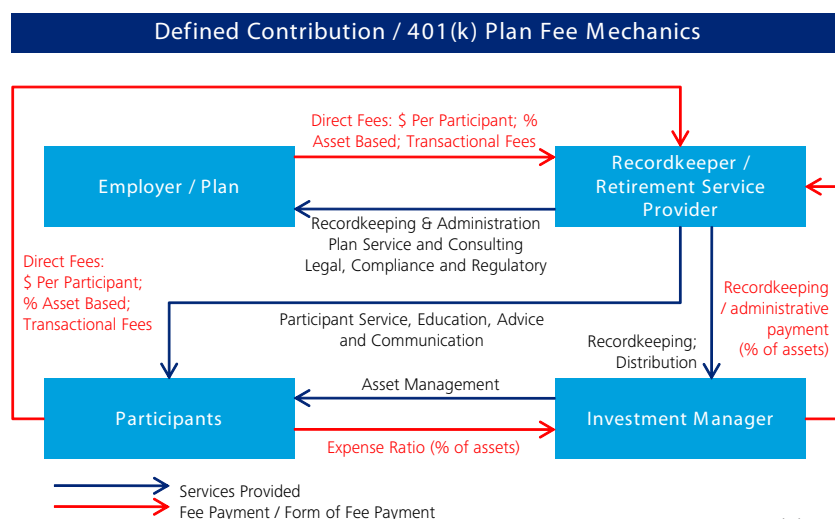 Defined Contribution / 401(k) Plan Fee Mechanics
Direct Fees: $ Per Participant; %
Asset Based; Transactional Fees
Employer / Plan
Recordkeeper /
Retirement Service
Provider
Recordkeeping & Administration
Plan Service and Consulting
Legal, Compliance and Regulatory
Direct Fees:
$ Per Participant;
% Asset Based;
Transactional Fees
Recordkeeping
/ administrative
payment
(% of assets)
Participant Service, Education, Advice
and Communication
Recordkeeping;
Distribution
Asset Management
Participants
Investment Manager
Expense Ratio (% of assets)
Services Provided
Fee Payment / Form of Fee Payment